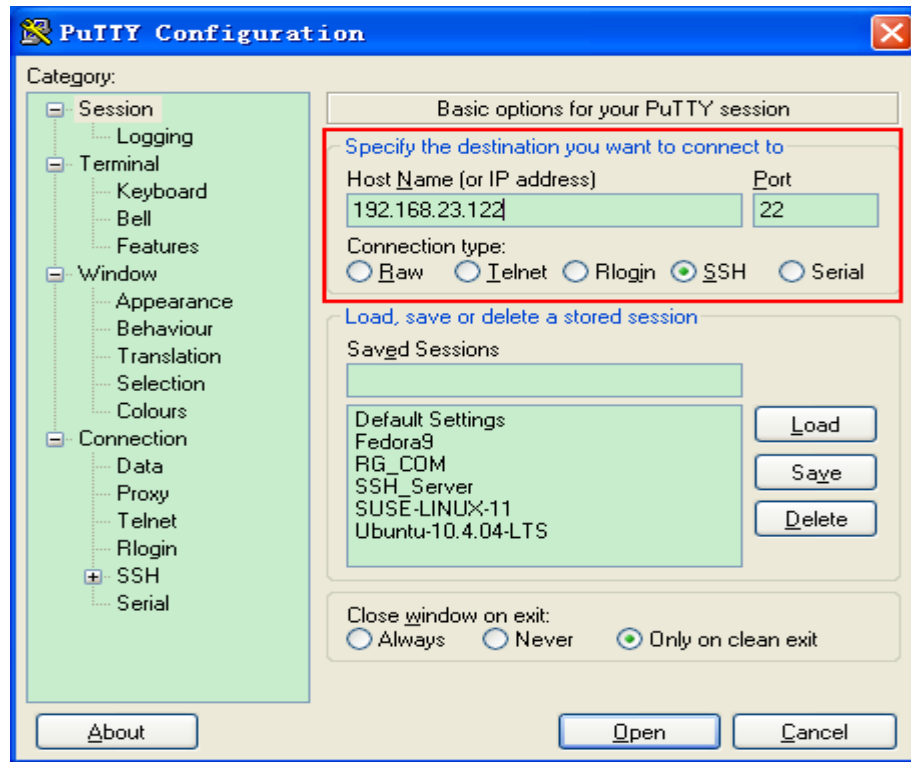 PuTTY Configuration
Category:
Session
Logging
Terminal
Keyboard
Bell
Features
Window
Appearance
Behaviour
Translation
Selection
Colours
Connection
Data
Proxy
Telnet
Rlogin
SSH
Serial
Basic options for your PuTTY session
Specify the destination you want to connect to
Host Name (or IP address) Port
192.168.23.122 22
Connection type:
Raw Telnet Rlogin SSH Serial
Load, save or delete a stored session
Saved Sessions
Default Settings
Fedora9
RG_COM
SSH_Server
SUSE-LINUX-11
Ubuntu-10.4.04-LTS
Load
Save
Delete
Close window on exit:
Always Never Only on clean exit
About Open Cancel